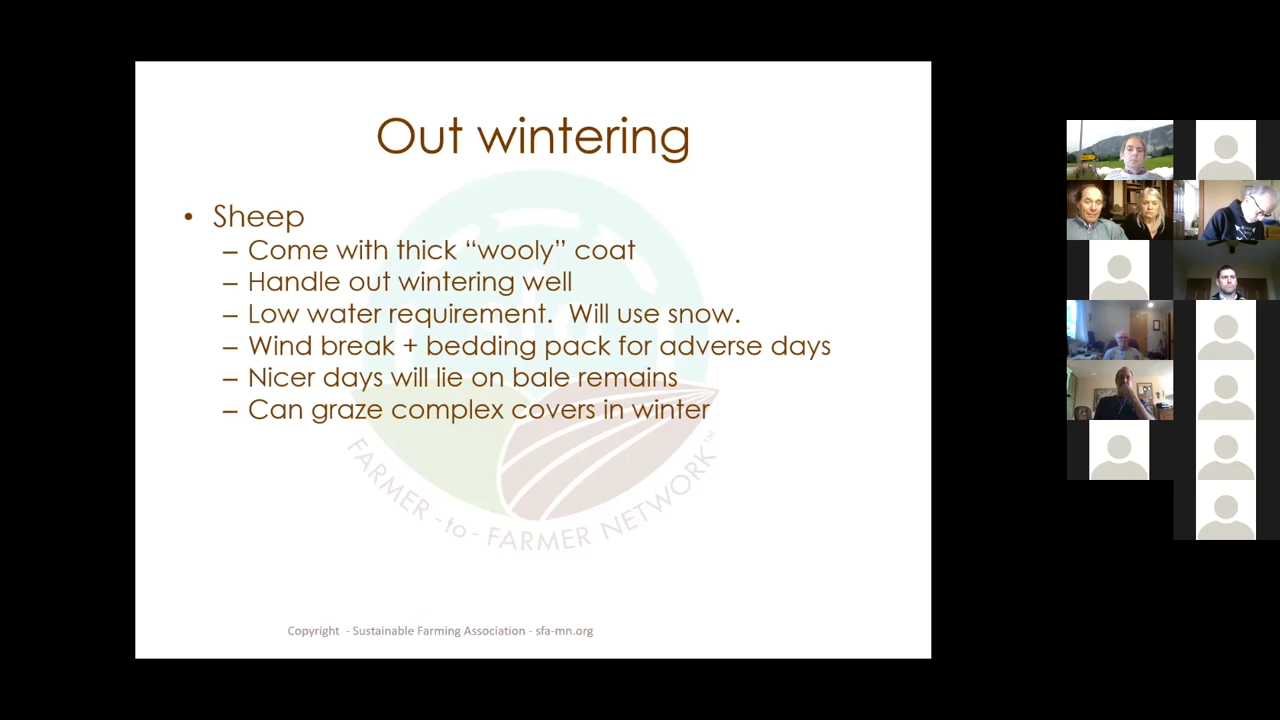 Out wintering
• Sheep
– Come with thick “wooly” coat
– Handle out wintering well
– Low water requirement.  Will use snow.
– Wind break + bedding pack for adverse days
– Nicer days will lie on bale remains
– Can graze complex covers in winter
sfa
FARMER -to- FARMER NETWORK™
Copyright  - Sustainable Farming Association - sfa-mn.org